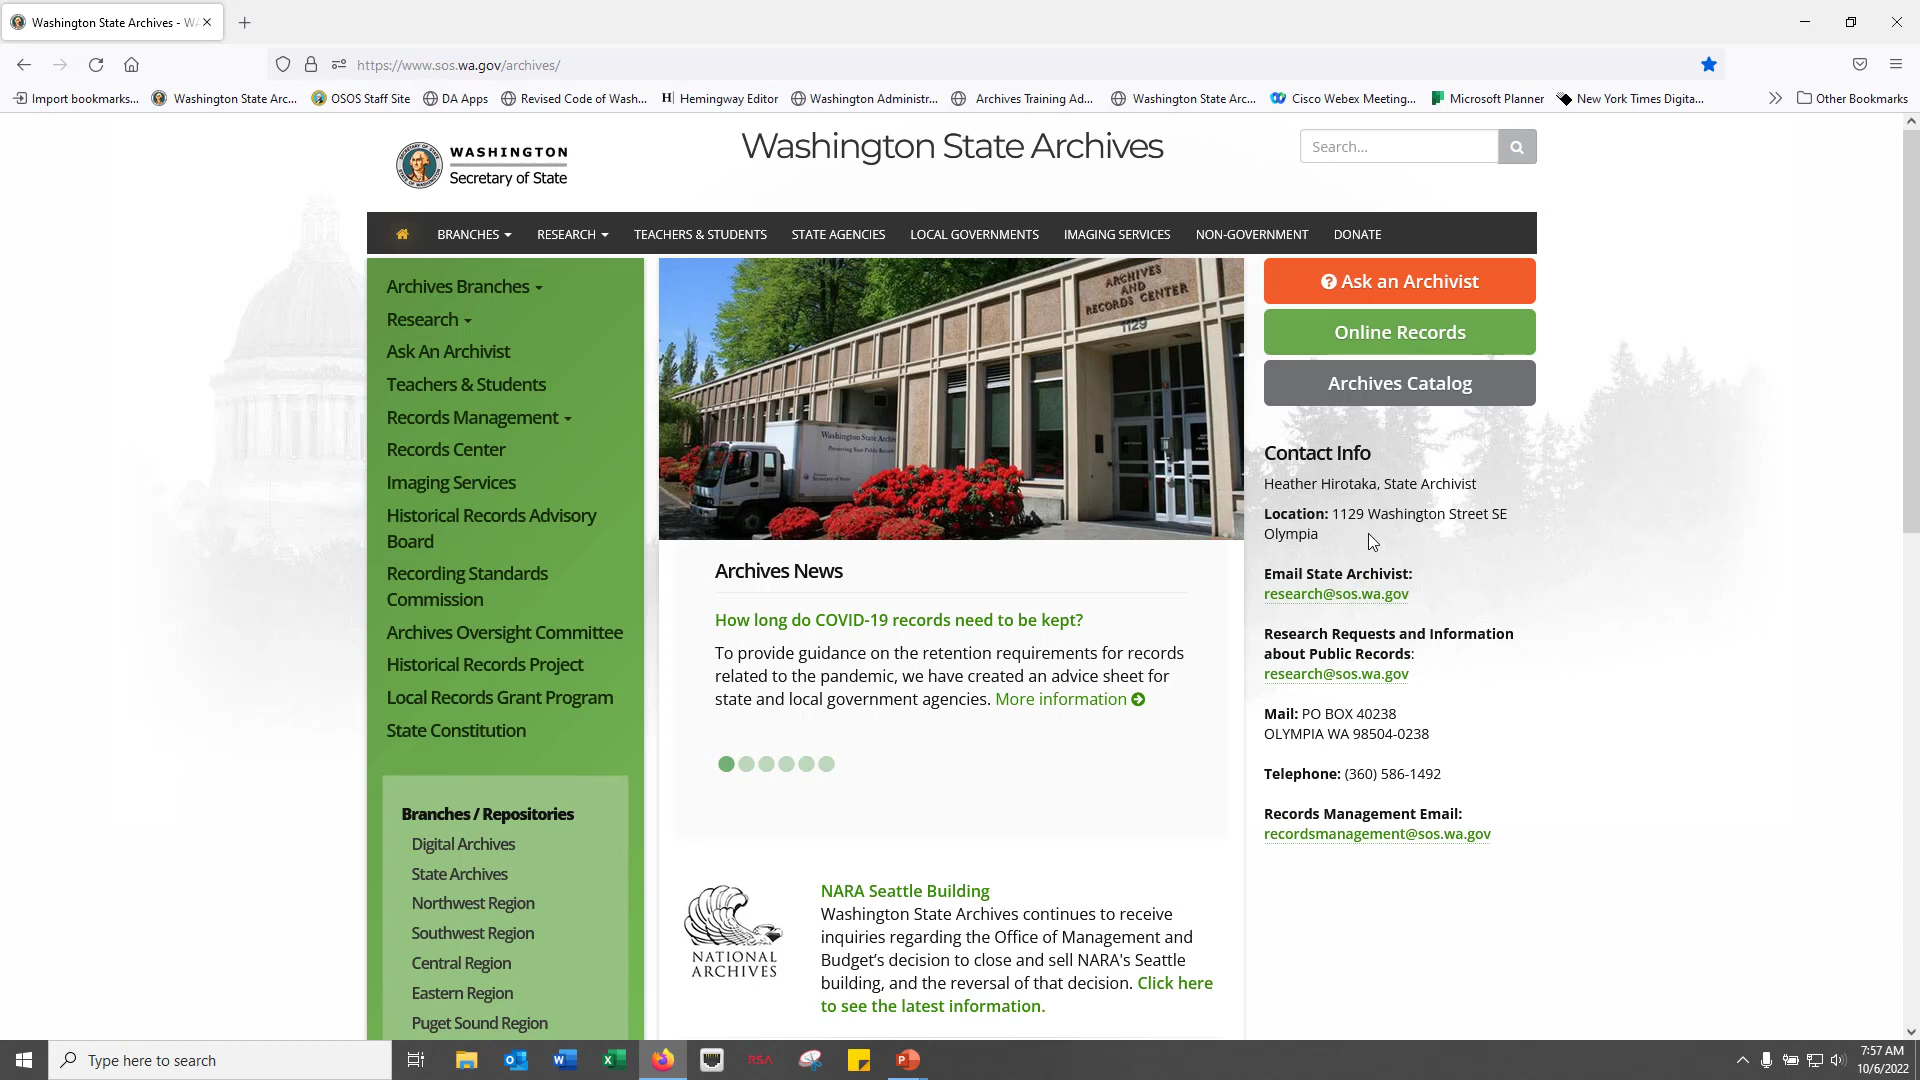 Washington State Archives - WA
https://www.sos.wa.gov/archives/
Import bookmarks...
Washington State Arc...
OSOS Staff Site
DA Apps
Revised Code of Wash...
Hemingway Editor
Washington Administr...
Archives Training Ad...
Washington State Arc...
Cisco Webex Meeting...
Microsoft Planner
New York Times Digita...
Other Bookmarks
WASHINGTON
Secretary of State
Washington State Archives
Search...
BRANCHES
RESEARCH
TEACHERS & STUDENTS
STATE AGENCIES
LOCAL GOVERNMENTS
IMAGING SERVICES
NON-GOVERNMENT
DONATE
Archives Branches
Research
Ask An Archivist
Teachers & Students
Records Management
Records Center
Imaging Services
Historical Records Advisory
Board
Recording Standards
Commission
Archives Oversight Committee
Historical Records Project
Local Records Grant Program
State Constitution
Branches / Repositories
Digital Archives
State Archives
Northwest Region
Southwest Region
Central Region
Eastern Region
Puget Sound Region
ARCHIVES
AND
RECORDS CENTER
1129
Washington State Archives
Archives News
How long do COVID-19 records need to be kept?
To provide guidance on the retention requirements for records
related to the pandemic, we have created an advice sheet for
state and local government agencies. More information
NATIONAL
ARCHIVES
NARA Seattle Building
Washington State Archives continues to receive
inquiries regarding the Office of Management and
Budget’s decision to close and sell NARA's Seattle
building, and the reversal of that decision. Click here
to see the latest information.
Ask an Archivist
Online Records
Archives Catalog
Contact Info
Heather Hirotaka, State Archivist
Location: 1129 Washington Street SE
Olympia
Email State Archivist:
research@sos.wa.gov
Research Requests and Information
about Public Records:
research@sos.wa.gov
Mail: PO BOX 40238
OLYMPIA WA 98504-0238
Telephone: (360) 586-1492
Records Management Email:
recordsmanagement@sos.wa.gov
Type here to search
RSA
7:57 AM
10/6/2022